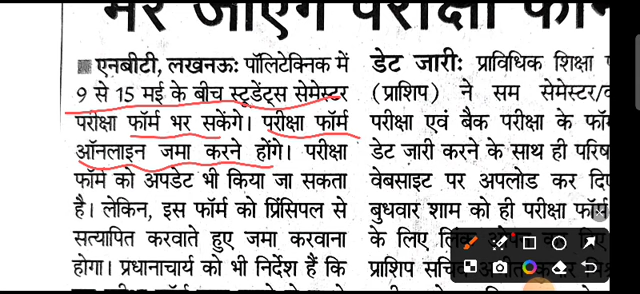 भर जाएंगे परीक्षा फॉर्म
एनबीटी, लखनऊ: पॉलिटेक्निक में
9 से 15 मई के बीच स्टूडेंट्स सेमेस्टर
परीक्षा फॉर्म भर सकेंगे। परीक्षा फॉर्म
ऑनलाइन जमा करने होंगे। परीक्षा
फॉर्म को अपडेट भी किया जा सकता
है। लेकिन, इस फॉर्म को प्रिंसिपल से
सत्यापित करवाते हुए जमा करवाना
होगा। प्रधानाचार्य को भी निर्देश हैं कि
डेट जारी: प्राविधिक शिक्षा
(प्राशिप) ने सम सेमेस्टर/
परीक्षा एवं बैक परीक्षा के
डेट जारी करने के साथ ही
वेबसाइट पर अपलोड कर
बुधवार शाम को ही परीक्षा फॉर्म
के लिए
प्राशिप सचिव